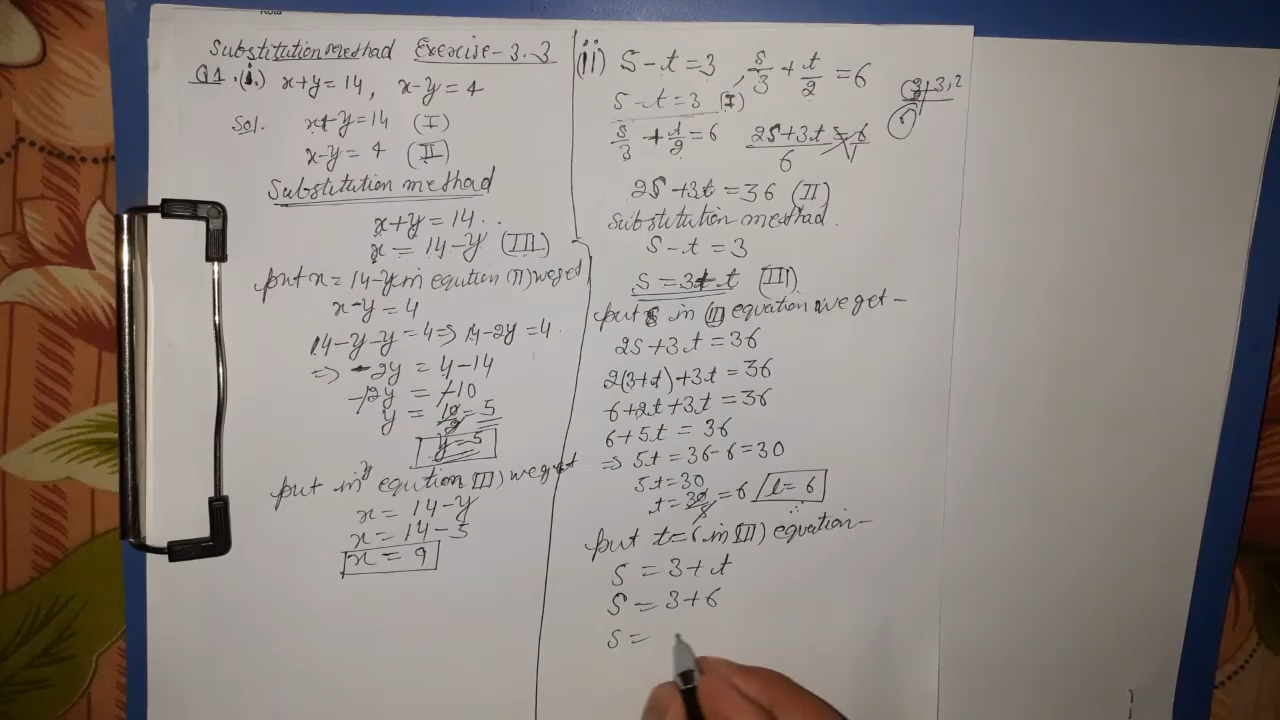 Substitution methad Exercise-3.3
Q1.(i.) x+y=14, x-y=4
Sol. x+y=14 (I)
x-y=4 (II)
Substitution methad
x+y=14.
x=14-y (III)
put x=14-y in eqution (II) we get
x-y=4
14-y-y=4=>14-2y=4.
=> -2y=4-14
-2y=-10
y=10/2=5
y=5
put in y eqution III) we get
x=14-y
x=14-5
x=9
(ii) S-t=3, s/3+t/2=6
S-t=3 (I)
s/3+t/2=6 2S+3t/6=6/1
2S+3t=36 (II)
Substitution methad.
S-t=3
S=3+t (III)
put S in (II) equation we get-
2S+3t=36
2(3+t)+3t=36
6+2t+3t=36
6+5t=36
=> 5t=36-6=30
5t=30
t=30/5=6 t=6
put t=6 in III) equation-
S=3+t
S=3+6
S=